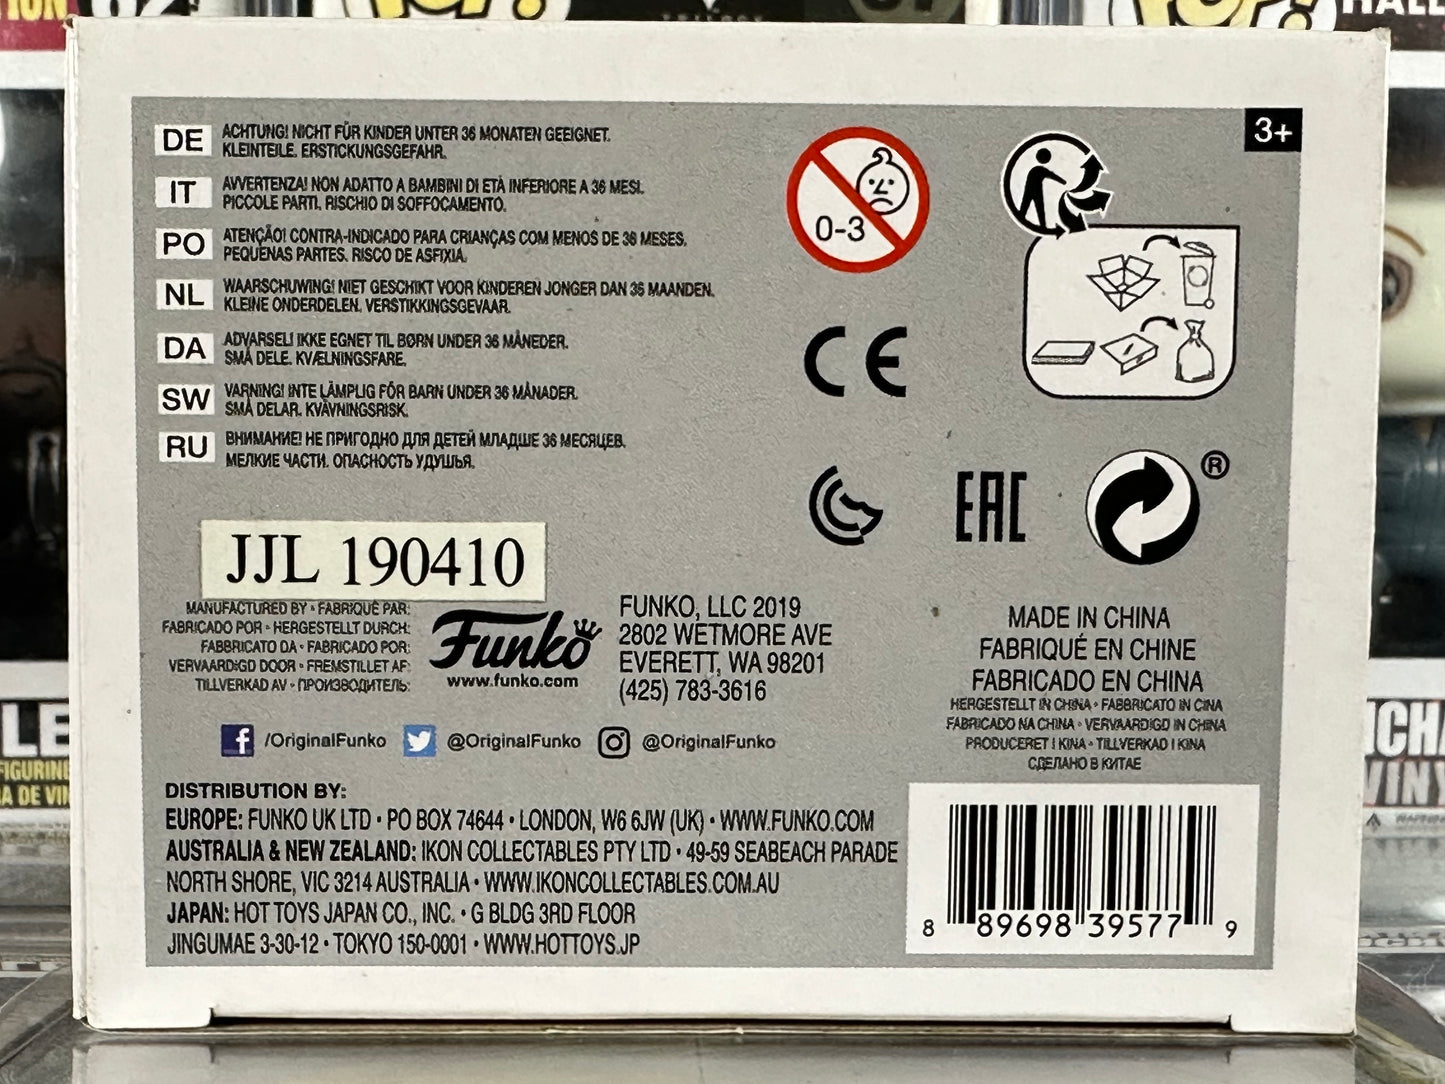 3+
DE ACHTUNG! NICHT FÜR KINDER UNTER 36 MONATEN GEEIGNET.
KLEINTEILE. ERSTICKUNGSGEFAHR.
IT AVVERTENZA! NON ADATTO A BAMBINI DI ETÀ INFERIORE A 36 MESI.
PICCOLE PARTI. RISCHIO DI SOFFOCAMENTO.
PO ATENÇÃO! CONTRA-INDICADO PARA CRIANÇAS COM MENOS DE 36 MESES.
PEQUENAS PARTES. RISCO DE ASFIXIA.
NL WAARSCHUWING! NIET GESCHIKT VOOR KINDEREN JONGER DAN 36 MAANDEN.
KLEINE ONDERDELEN. VERSTIKKINGSGEVAAR.
DA ADVARSEL! IKKE EGNET TIL BØRN UNDER 36 MÅNEDER.
SMÅ DELE. KVÆLNINGSFARE.
SW VARNING! INTE LÄMPLIG FÖR BARN UNDER 36 MÅNADER.
SMÅ DELAR. KVÄVNINGSRISK.
RU ВНИМАНИЕ! НЕ ПРИГОДНО ДЛЯ ДЕТЕЙ МЛАДШЕ 36 МЕСЯЦЕВ.
МЕЛКИЕ ЧАСТИ. ОПАСНОСТЬ УДУШЬЯ.
0-3
CE
EAC
®
JJL 190410
MANUFACTURED BY • FABRIQUÉ PAR:
FABRICADO POR • HERGESTELLT DURCH:
FABBRICATO DA • FABRICADO POR:
VERVAARDIGD DOOR • FREMSTILLET AF:
TILLVERKAD AV • ПРОИЗВОДИТЕЛЬ:
Funko
www.funko.com
FUNKO, LLC 2019
2802 WETMORE AVE
EVERETT, WA 98201
(425) 783-3616
MADE IN CHINA
FABRIQUÉ EN CHINE
FABRICADO EN CHINA
HERGESTELLT IN CHINA • FABBRICATO IN CINA
FABRICADO NA CHINA • VERVAARDIGD IN CHINA
PRODUCERET I KINA • TILLVERKAD I KINA
СДЕЛАНО В КИТАЕ
/OriginalFunko @OriginalFunko @OriginalFunko
DISTRIBUTION BY:
EUROPE: FUNKO UK LTD • PO BOX 74644 • LONDON, W6 6JW (UK) • WWW.FUNKO.COM
AUSTRALIA & NEW ZEALAND: IKON COLLECTABLES PTY LTD • 49-59 SEABEACH PARADE
NORTH SHORE, VIC 3214 AUSTRALIA • WWW.IKONCOLLECTABLES.COM.AU
JAPAN: HOT TOYS JAPAN CO., INC. • G BLDG 3RD FLOOR
JINGUMAE 3-30-12 • TOKYO 150-0001 • WWW.HOTTOYS.JP
8 89698 39577 9